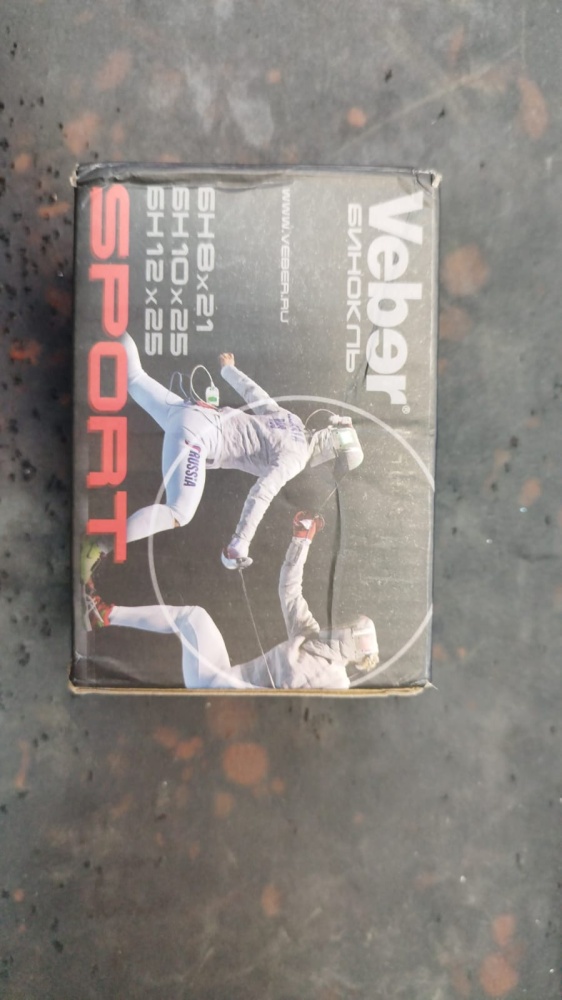 Veber®
БИНОКЛЬ
www.VEBER.RU
БН 8x21
БН 10x25
БН 12x25
SPORT
RUSSIA